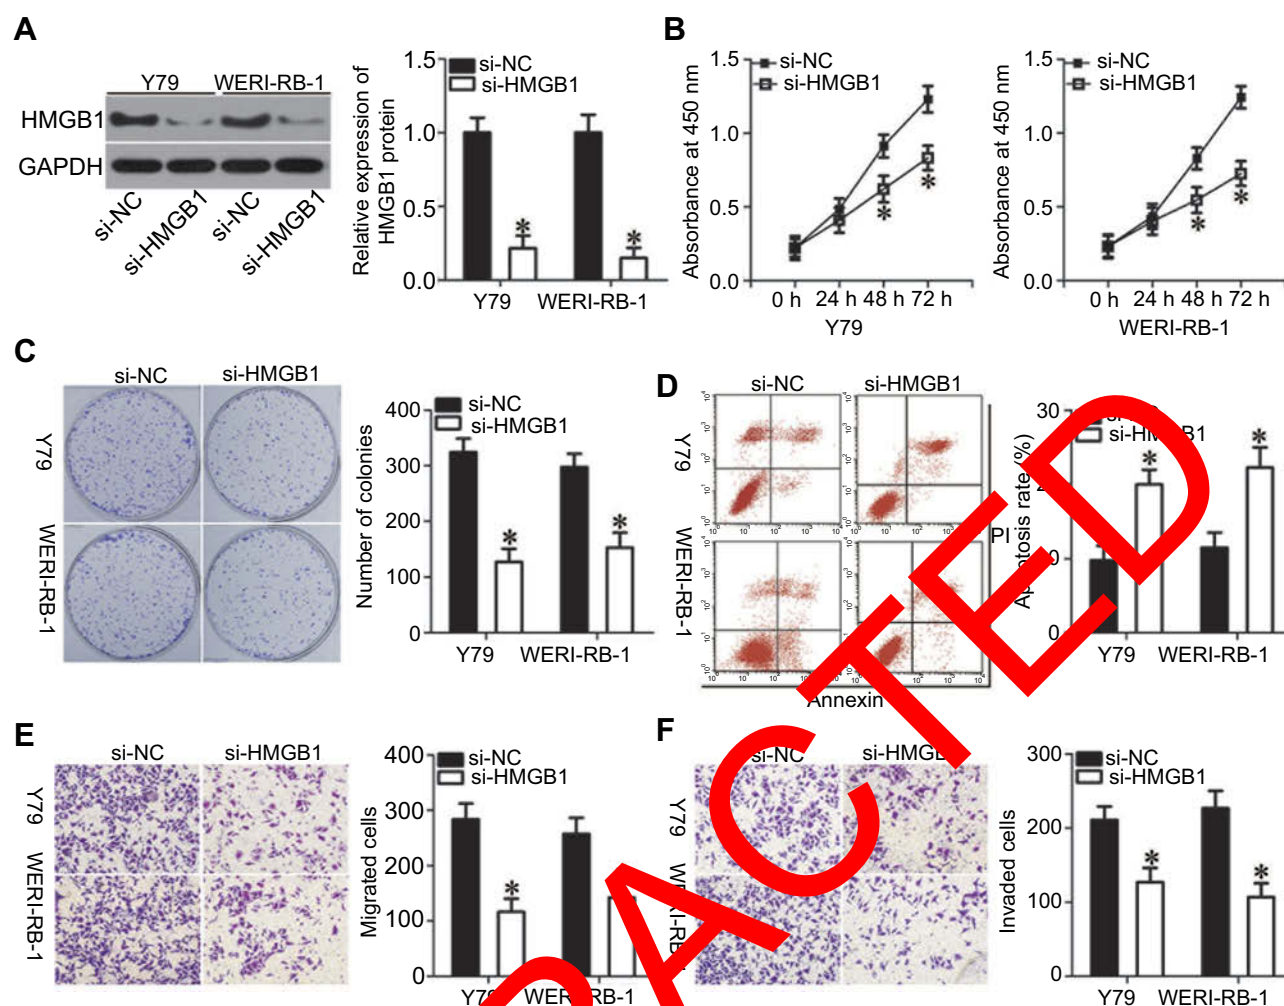 A
Y79 WERI-RB-1
HMGB1
GAPDH
si-NC
si-HMGB1
si-NC
si-HMGB1
Relative expression of
HMGB1 protein
1.5
1.0
0.5
0.0
si-NC
si-HMGB1
*
*
Y79 WERI-RB-1
B
Absorbance at 450 nm
1.5
1.0
0.5
0.0
si-NC
si-HMGB1
*
*
0 h 24 h 48 h 72 h
Y79
Absorbance at 450 nm
1.5
1.0
0.5
0.0
si-NC
si-HMGB1
*
*
0 h 24 h 48 h 72 h
WERI-RB-1
C
si-NC si-HMGB1
Y79
WERI-RB-1
Number of colonies
400
300
200
100
0
si-NC
si-HMGB1
*
*
Y79 WERI-RB-1
D
si-NC si-HMGB1
Y79
WERI-RB-1
PI
Annexin
30
0
si-HMGB1
*
*
Y79 WERI-RB-1
E
si-NC si-HMGB1
Y79
WERI-RB-1
Migrated cells
400
300
200
100
0
si-NC
si-HMGB1
*
Y79 WERI-RB-1
F
si-NC
Y79
Invaded cells
300
200
100
0
si-NC
si-HMGB1
*
*
Y79 WERI-RB-1
ACTED